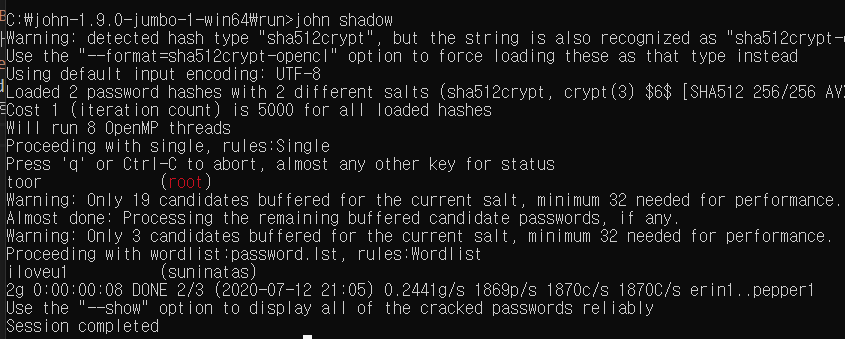 C:₩john-1.9.0-jumbo-1-win64₩run>john shadow
Warning: detected hash type "sha512crypt", but the string is also recognized as "sha512crypt-
Use the "--format=sha512crypt-opencl" option to force loading these as that type instead
Using default input encoding: UTF-8
Loaded 2 password hashes with 2 different salts (sha512crypt, crypt(3) $6$ [SHA512 256/256 AV
Cost 1 (iteration count) is 5000 for all loaded hashes
Will run 8 OpenMP threads
Proceeding with single, rules:Single
Press 'q' or Ctrl-C to abort, almost any other key for status
toor             (root)
Warning: Only 19 candidates buffered for the current salt, minimum 32 needed for performance.
Almost done: Processing the remaining buffered candidate passwords, if any.
Warning: Only 3 candidates buffered for the current salt, minimum 32 needed for performance.
Proceeding with wordlist:password.lst, rules:Wordlist
iloveu1          (suninatas)
2g 0:00:00:08 DONE 2/3 (2020-07-12 21:05) 0.2441g/s 1869p/s 1870c/s 1870C/s erin1..pepper1
Use the "--show" option to display all of the cracked passwords reliably
Session completed